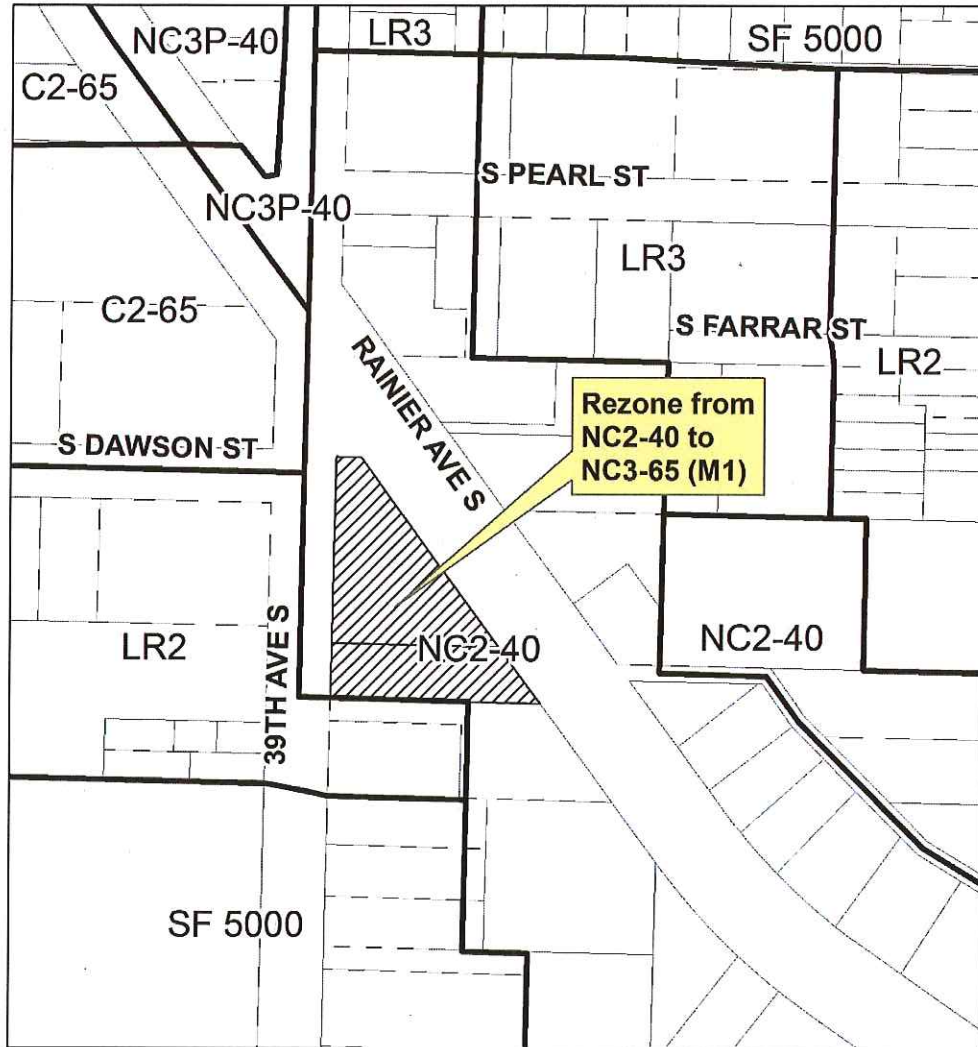 NC3P-40
LR3
SF 5000
C2-65
S PEARL ST
NC3P-40
LR3
C2-65
S FARRAR ST
RAINIER AVE S
LR2
Rezone from
NC2-40 to
NC3-65 (M1)
S DAWSON ST
39TH AVE S
LR2
NC2-40
NC2-40
SF 5000